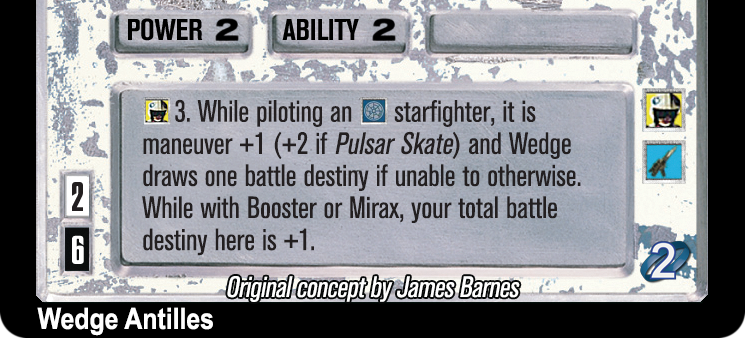 POWER 2 ABILITY 2
3. While piloting an starfighter, it is
maneuver +1 (+2 if Pulsar Skate) and Wedge
draws one battle destiny if unable to otherwise.
While with Booster or Mirax, your total battle
destiny here is +1.
2
6
2
Original concept by James Barnes
Wedge Antilles